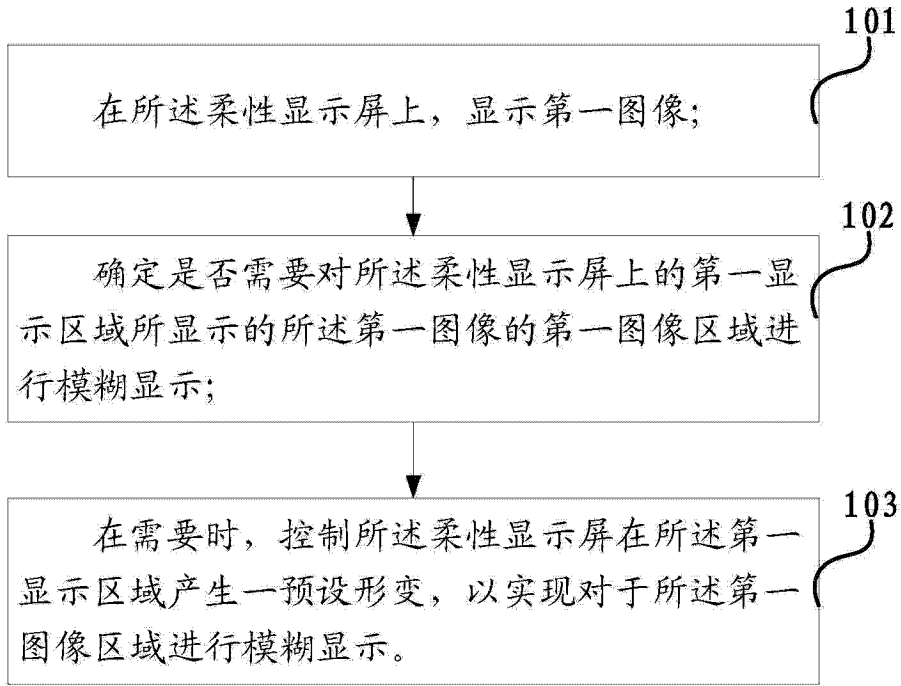 101
在所述柔性显示屏上，显示第一图像；
102
确定是否需要对所述柔性显示屏上的第一显
示区域所显示的所述第一图像的第一图像区域进
行模糊显示；
103
在需要时，控制所述柔性显示屏在所述第一
显示区域产生一预设形变，以实现对于所述第一
图像区域进行模糊显示。